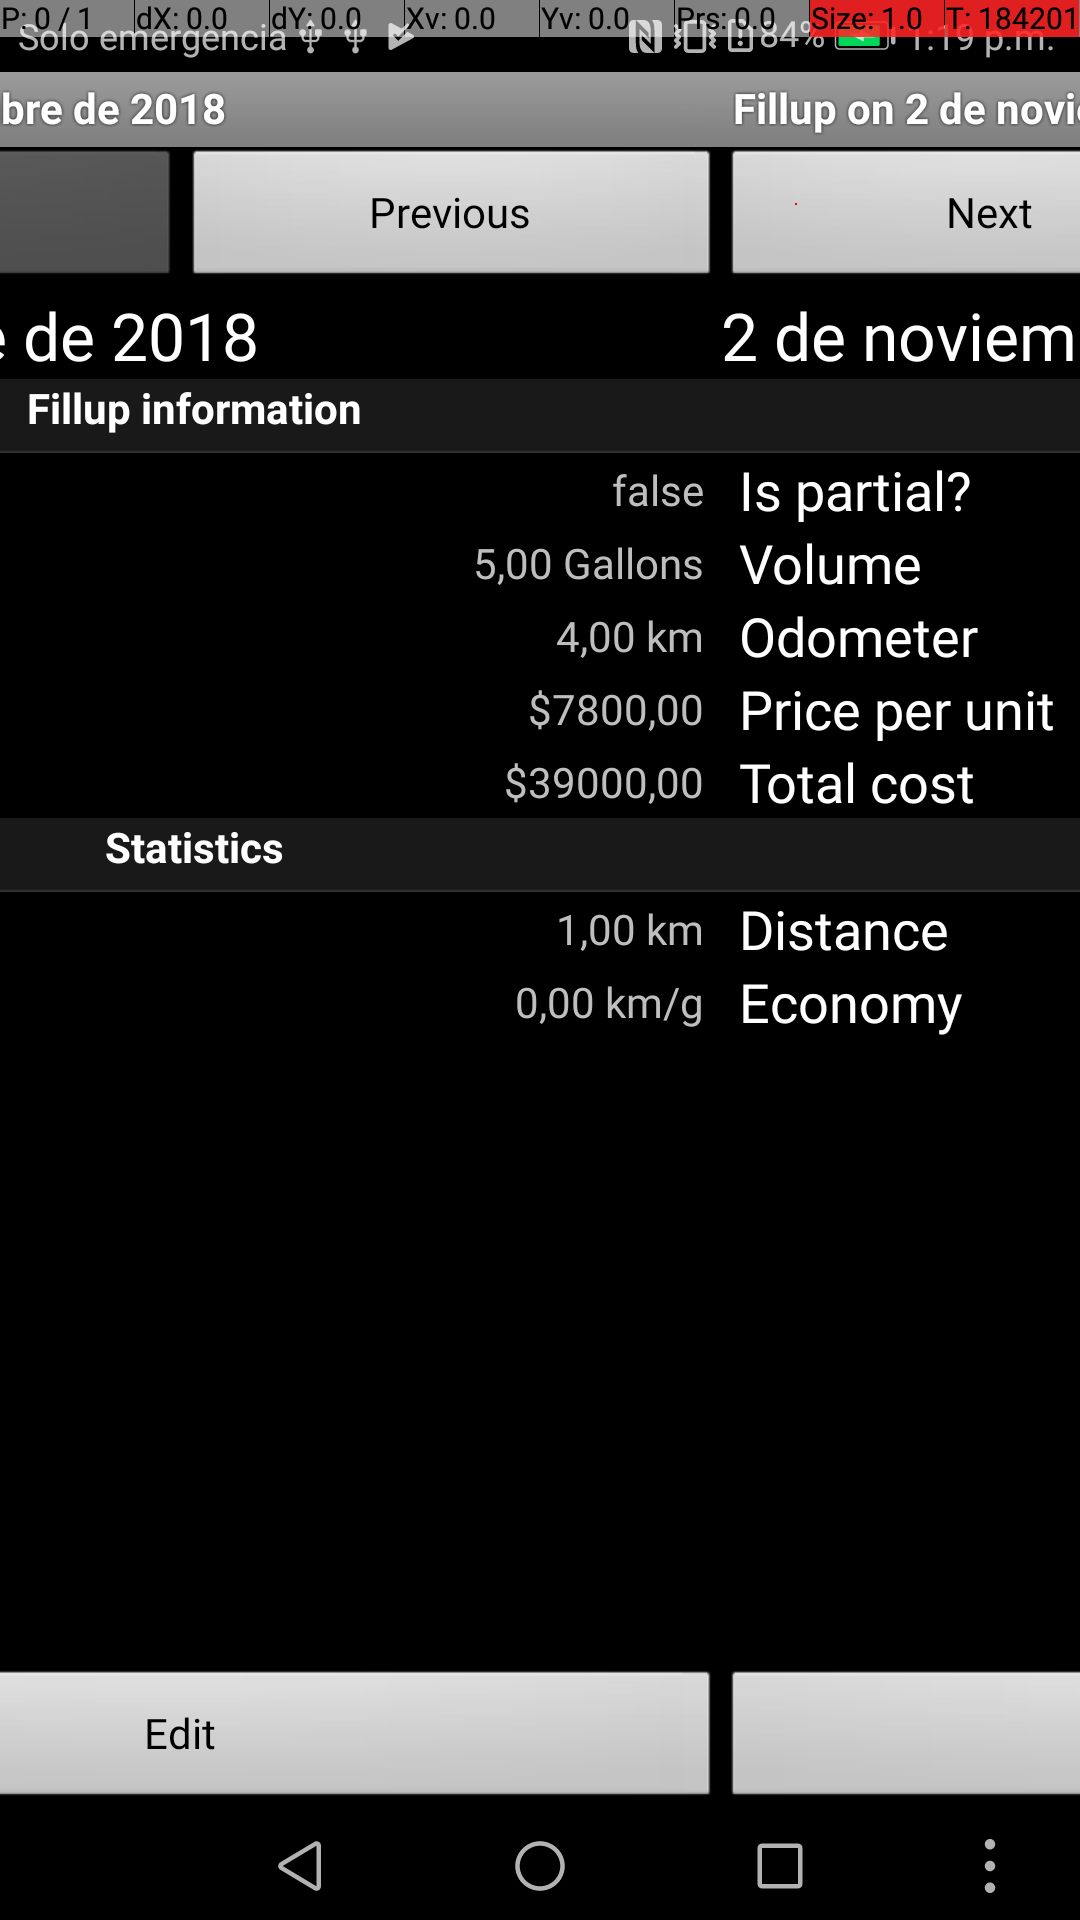 P: 0 / 1 dX: 0.0 dY: 0.0 Xv: 0.0 Yv: 0.0 Prs: 0.0 Size: 1.0 T: 184201
Solo emergencia 84% 1:19 p.m.
bre de 2018 Fillup on 2 de novie
Previous Next
e de 2018 2 de noviem
Fillup information
false Is partial?
5,00 Gallons Volume
4,00 km Odometer
$7800,00 Price per unit
$39000,00 Total cost
Statistics
1,00 km Distance
0,00 km/g Economy
Edit